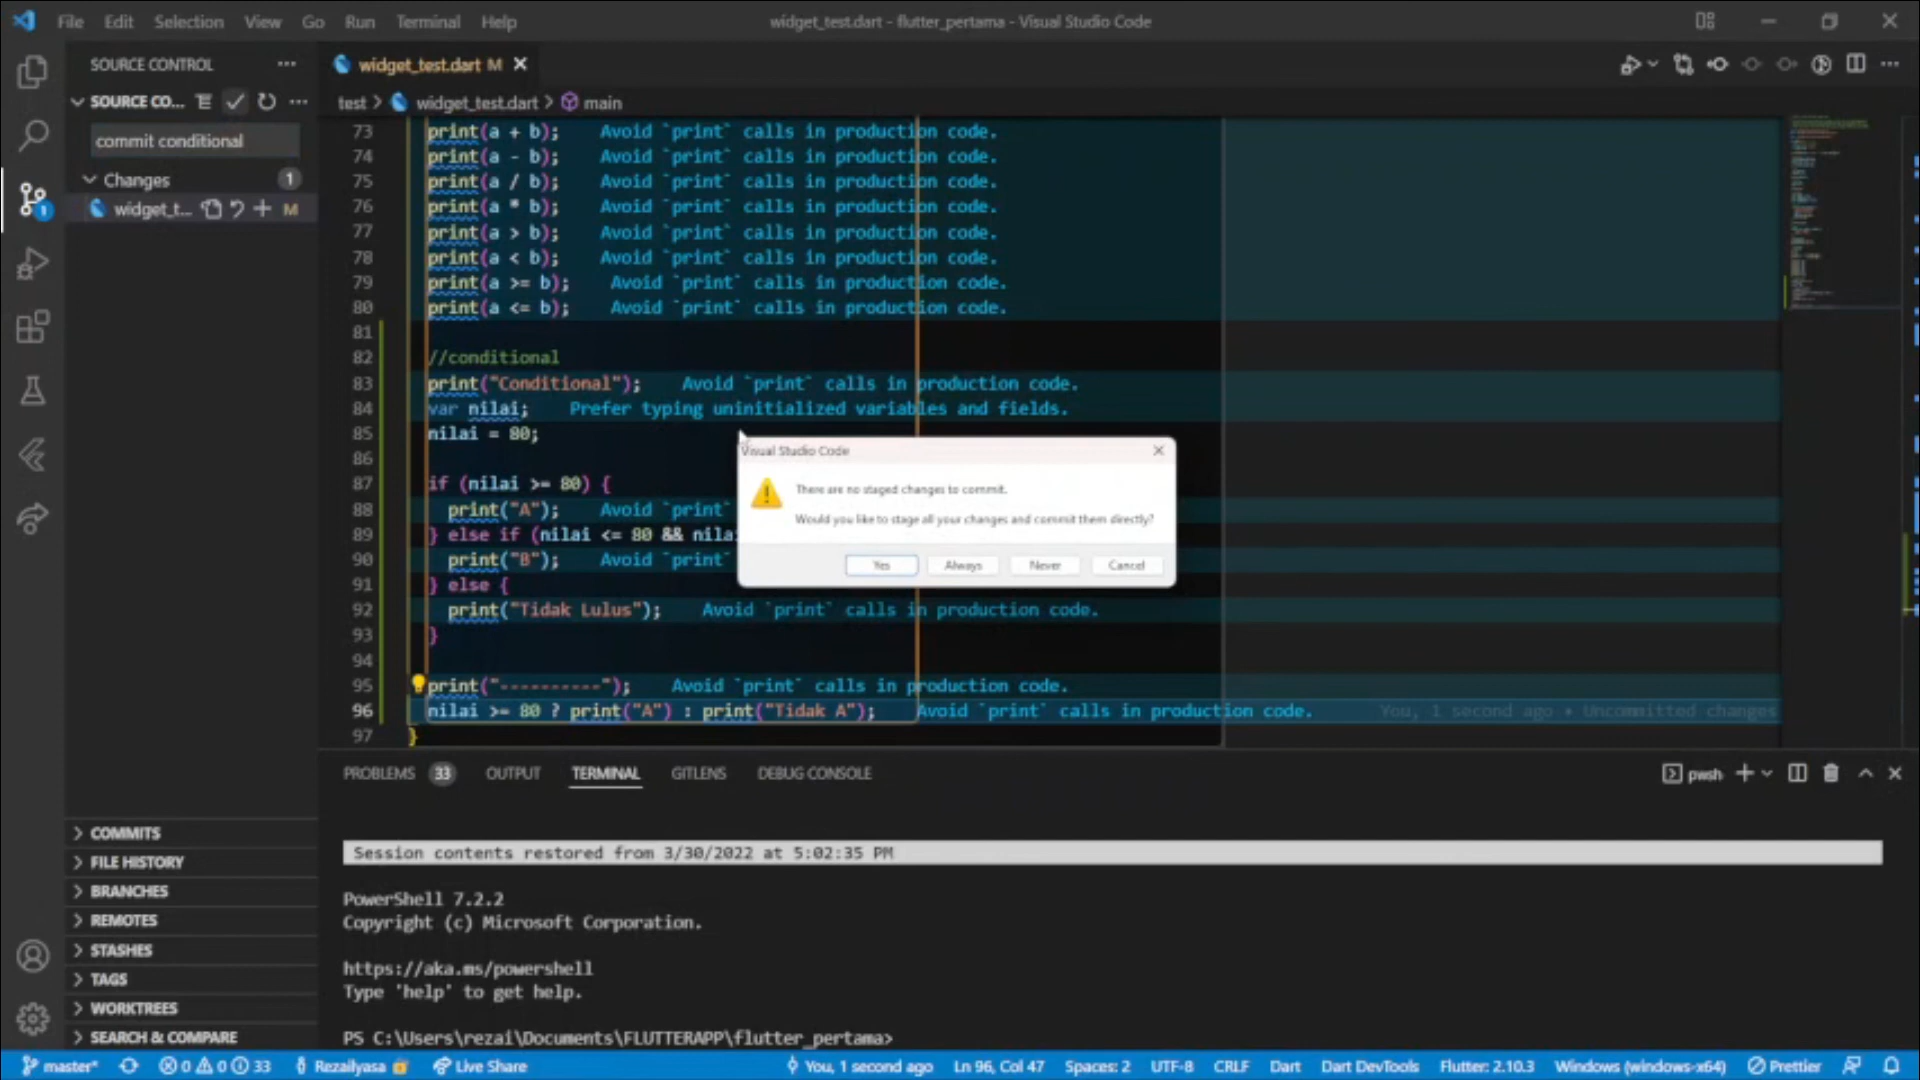 File Edit Selection View Go Run Terminal Help
widget_test.dart - flutter_pertama - Visual Studio Code
SOURCE CONTROL
widget_test.dart M
SOURCE CO...
test > widget_test.dart > main
commit conditional
Changes 1
widget_t... M
1
73 print(a + b); Avoid `print` calls in production code.
74 print(a - b); Avoid `print` calls in production code.
75 print(a / b); Avoid `print` calls in production code.
76 print(a * b); Avoid `print` calls in production code.
77 print(a > b); Avoid `print` calls in production code.
78 print(a < b); Avoid `print` calls in production code.
79 print(a >= b); Avoid `print` calls in production code.
80 print(a <= b); Avoid `print` calls in production code.
81
82 //conditional
83 print("Conditional"); Avoid `print` calls in production code.
84 var nilai; Prefer typing uninitialized variables and fields.
85 nilai = 80;
86
87 if (nilai >= 80) {
88 print("A"); Avoid `print`
89 } else if (nilai <= 80 && nila
90 print("B"); Avoid `print`
91 } else {
92 print("Tidak Lulus"); Avoid `print` calls in production code.
93 }
94
95 print("----------"); Avoid `print` calls in production code.
96 nilai >= 80 ? print("A") : print("Tidak A"); Avoid `print` calls in production code. You, 1 second ago • Uncommitted changes
97 }
Visual Studio Code
There are no staged changes to commit.
Would you like to stage all your changes and commit them directly?
Yes Always Never Cancel
PROBLEMS 33 OUTPUT TERMINAL GITLENS DEBUG CONSOLE
pwsh
COMMITS
FILE HISTORY
BRANCHES
REMOTES
STASHES
TAGS
WORKTREES
SEARCH & COMPARE
Session contents restored from 3/30/2022 at 5:02:35 PM
PowerShell 7.2.2
Copyright (c) Microsoft Corporation.
https://aka.ms/powershell
Type 'help' to get help.
PS C:\Users\rezai\Documents\FLUTTERAPP\flutter_pertama>
master* 0 0 33 Rezaliyasa Live Share You, 1 second ago Ln 96, Col 47 Spaces: 2 UTF-8 CRLF Dart Dart DevTools Flutter: 2.10.3 Windows (windows-x64) Prettier